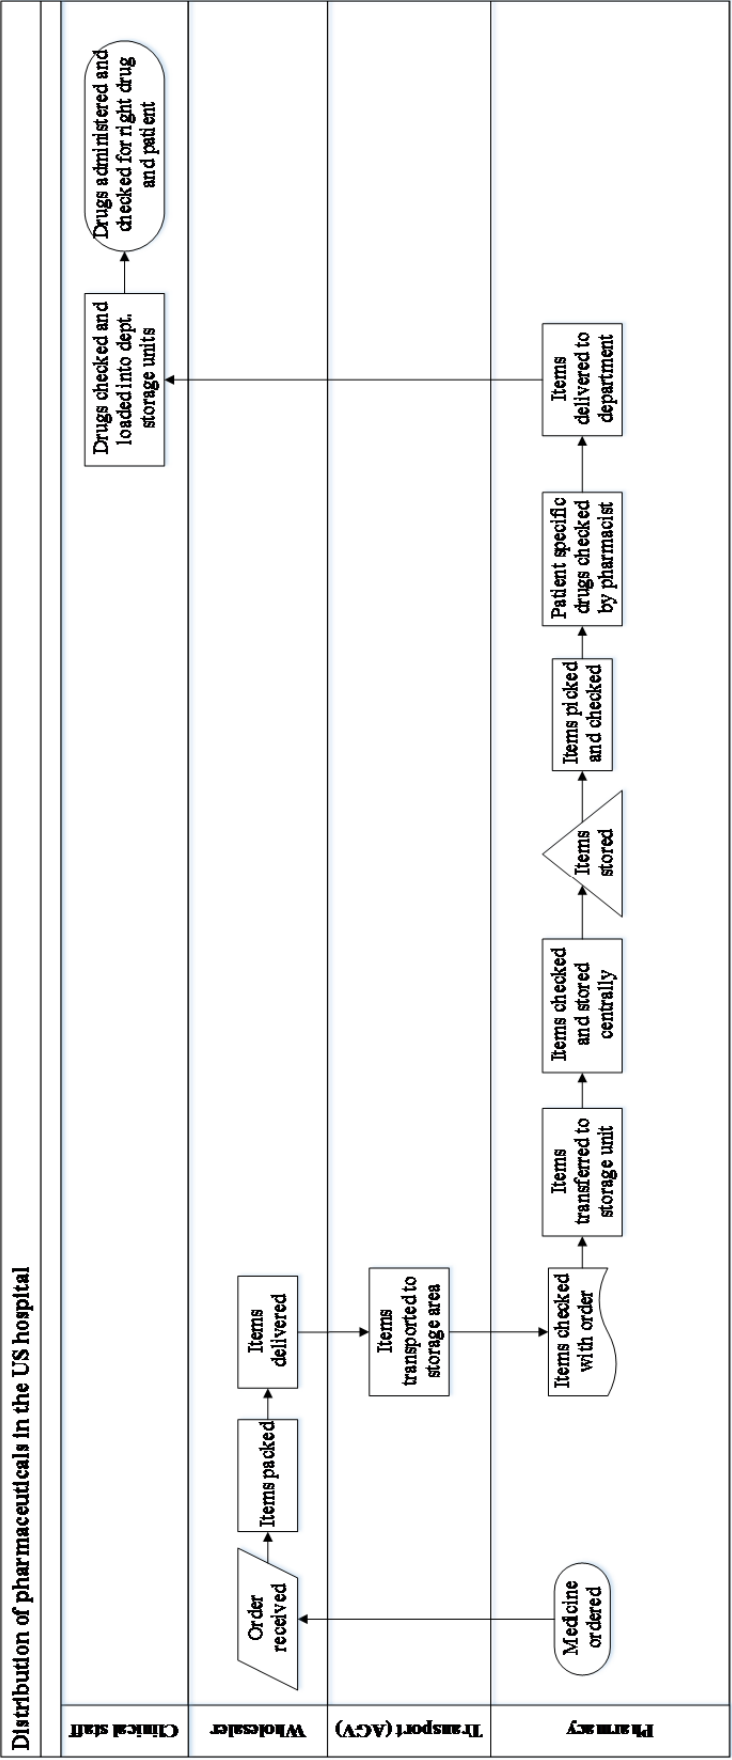 Distribution of pharmaceuticals in the US hospital
Clinical staff
Drugs checked and
loaded into dept.
storage units
Drugs administered and
checked for right drug
and patient
Wholesaler
Order
received
Items packed
Items
delivered
Transport (AGV)
Items
transported to
storage area
Pharmacy
Medicine
ordered
Items checked
with order
Items
transferred to
storage unit
Items checked
and stored
centrally
Items
stored
Items picked
and checked
Patient specific
drugs checked
by pharmacist
Items
delivered to
department